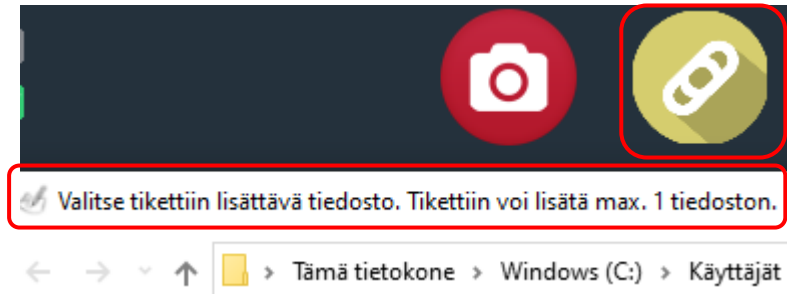 Valitse tikettiin lisättävä tiedosto. Tikettiin voi lisätä max. 1 tiedoston.
Tämä tietokone > Windows (C:) > Käyttäjät